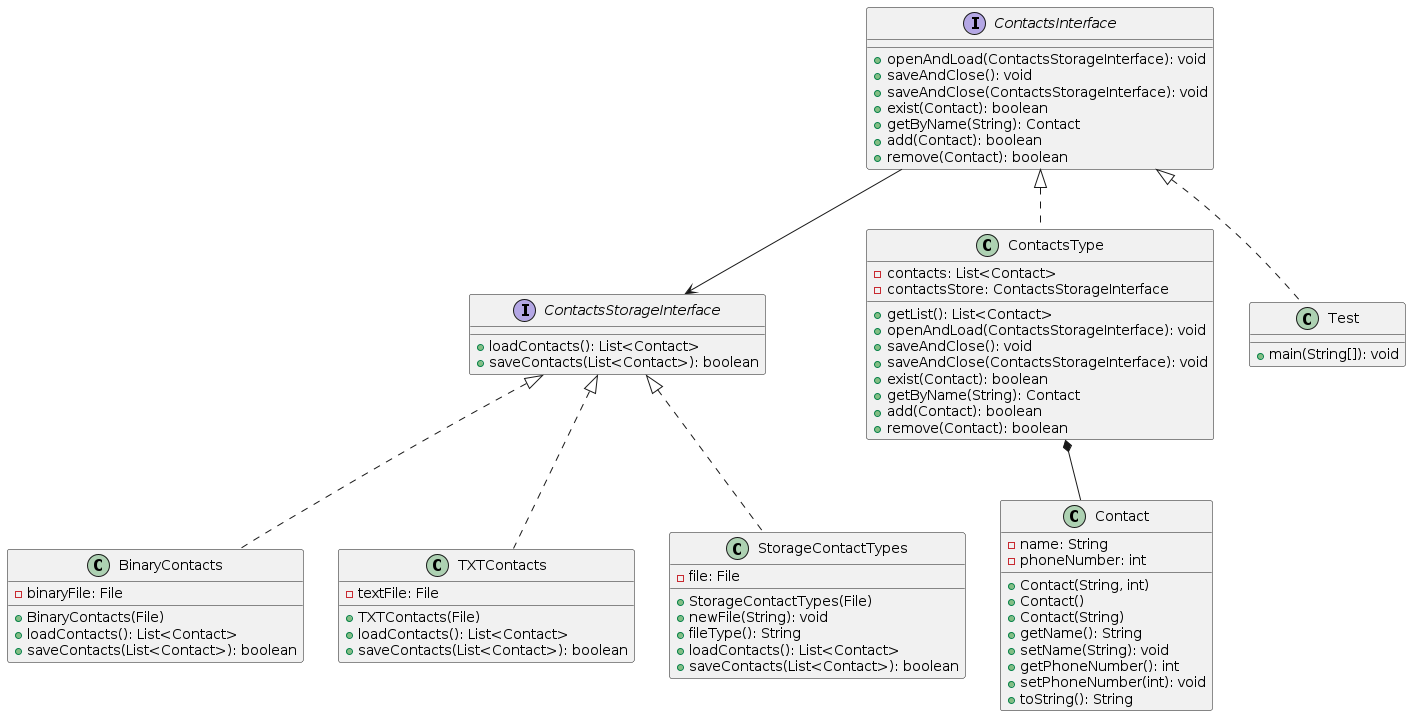 I ContactsInterface
openAndLoad(ContactsStorageInterface): void
saveAndClose(): void
saveAndClose(ContactsStorageInterface): void
exist(Contact): boolean
getByName(String): Contact
add(Contact): boolean
remove(Contact): boolean
C ContactsType
contacts: List<Contact>
contactsStore: ContactsStorageInterface
getList(): List<Contact>
openAndLoad(ContactsStorageInterface): void
saveAndClose(): void
saveAndClose(ContactsStorageInterface): void
exist(Contact): boolean
getByName(String): Contact
add(Contact): boolean
remove(Contact): boolean
I ContactsStorageInterface
loadContacts(): List<Contact>
saveContacts(List<Contact>): boolean
C Test
main(String[]): void
C BinaryContacts
binaryFile: File
BinaryContacts(File)
loadContacts(): List<Contact>
saveContacts(List<Contact>): boolean
C TXTContacts
textFile: File
TXTContacts(File)
loadContacts(): List<Contact>
saveContacts(List<Contact>): boolean
C StorageContactTypes
file: File
StorageContactTypes(File)
newFile(String): void
fileType(): String
loadContacts(): List<Contact>
saveContacts(List<Contact>): boolean
C Contact
name: String
phoneNumber: int
Contact(String, int)
Contact()
Contact(String)
getName(): String
setName(String): void
getPhoneNumber(): int
setPhoneNumber(int): void
toString(): String